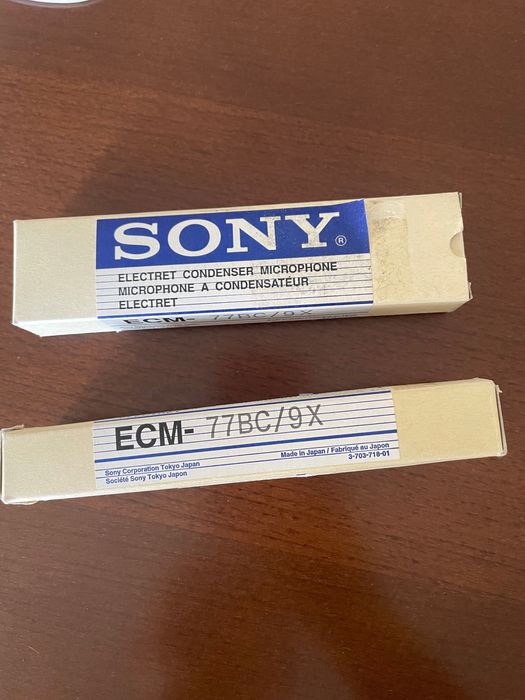 SONY®
ELECTRET CONDENSER MICROPHONE
MICROPHONE A CONDENSATÉUR
ELECTRET
ECM- 77BC/9X
ECM- 77BC/9X
Sony Corporation Tokyo Japan
Société Sony Tokyo Japon
Made in Japan / Fabriqué au Japon
3-703-718-01